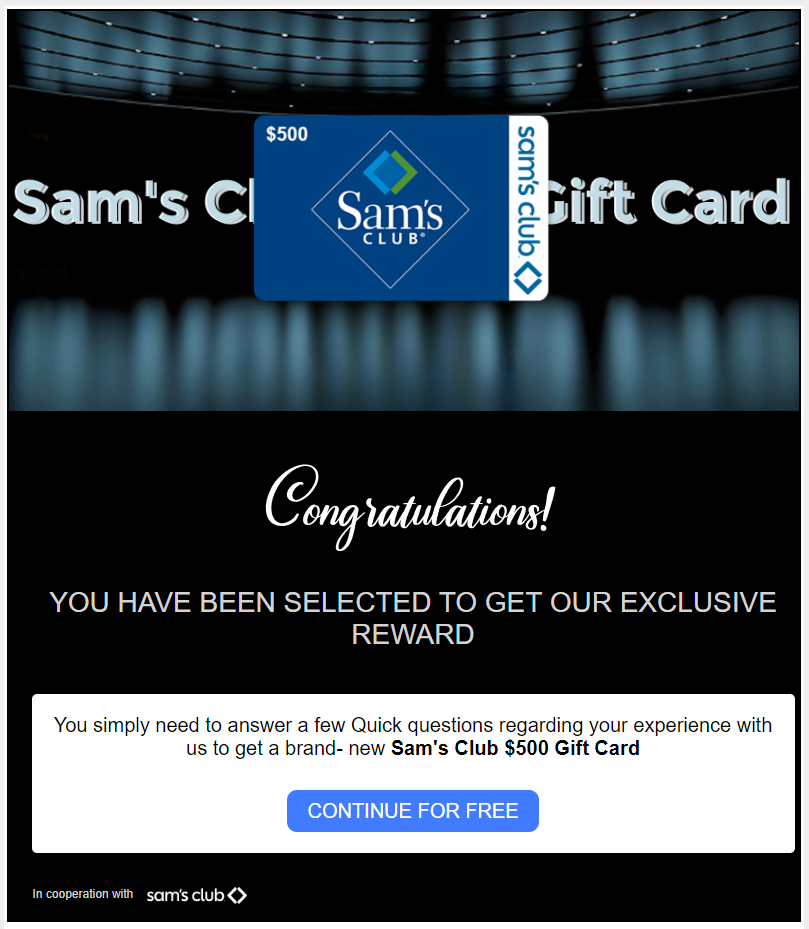 $500
Sam's Cl Gift Card
Sam's
CLUB®
sam's club
Congratulations!
YOU HAVE BEEN SELECTED TO GET OUR EXCLUSIVE
REWARD
You simply need to answer a few Quick questions regarding your experience with
us to get a brand- new Sam's Club $500 Gift Card
CONTINUE FOR FREE
In cooperation with sam's club